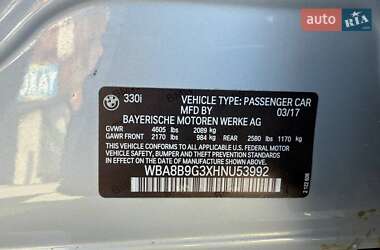 auto RIA.com
330i VEHICLE TYPE: PASSENGER CAR
MFD BY: 03/17
BAYERISCHE MOTOREN WERKE AG
GVWR 4605 lbs 2089 kg
GAWR FRONT 2170 lbs 984 kg REAR 2580 lbs 1170 kg
THIS VEHICLE CONFORMS TO ALL APPLICABLE U.S. FEDERAL MOTOR VEHICLE
SAFETY, BUMPER, AND THEFT PREVENTION STANDARDS IN EFFECT ON THE DATE OF
MANUFACTURE SHOWN ABOVE.
WBA8B9G3XHNU53992